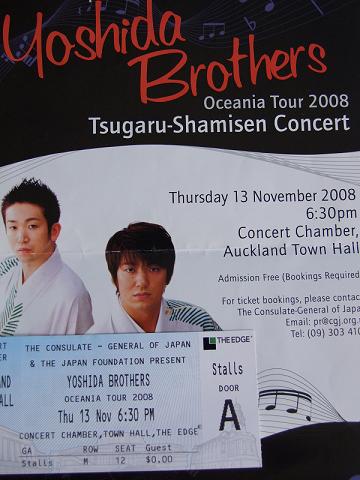 Yoshida
Brothers
Oceania Tour 2008
Tsugaru-Shamisen Concert
Thursday 13 November 2008
6:30pm
Concert Chamber,
Auckland Town Hall
Admission Free (Bookings Required
For ticket bookings, please contac
The Consulate-General of Japa
Email: pr@cgj.org.
Tel: (09) 303 41
THE CONSULATE - GENERAL OF JAPAN
& THE JAPAN FOUNDATION PRESENT
YOSHIDA BROTHERS
OCEANIA TOUR 2008
Thu 13 Nov 6:30 PM
CONCERT CHAMBER,TOWN HALL,THE EDGE®
GA ROW SEAT Guest
Stalls M 12 $0.00
THE EDGE
Stalls
DOOR
A